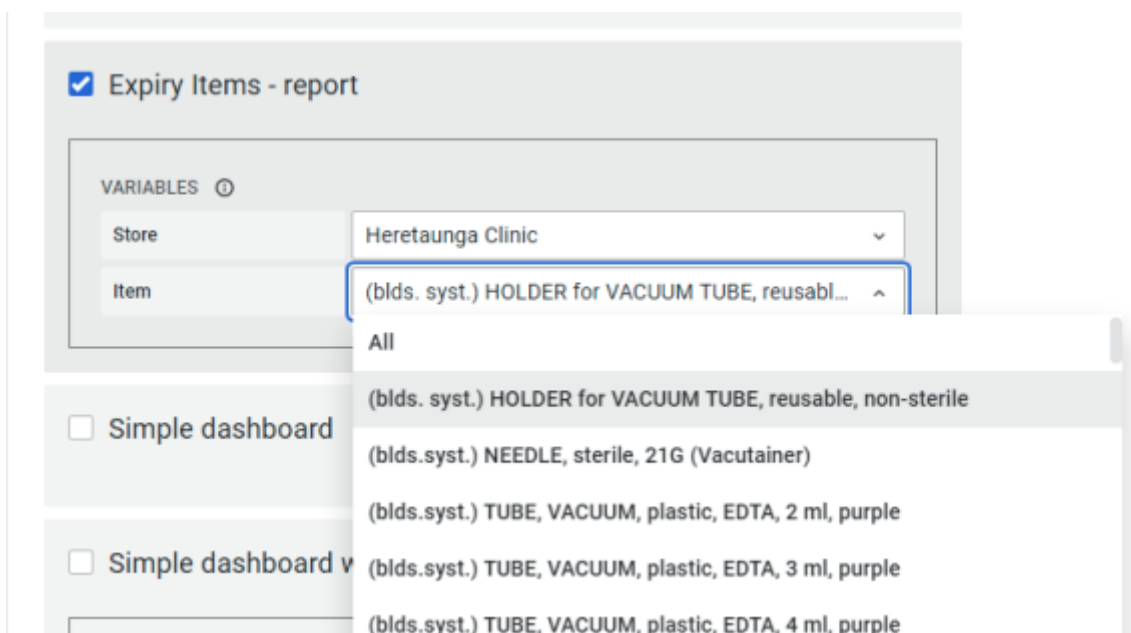 Expiry Items - report
VARIABLES
Store
Heretaunga Clinic
Item
(blds. syst.) HOLDER for VACUUM TUBE, reusabl...
All
(blds. syst.) HOLDER for VACUUM TUBE, reusable, non-sterile
Simple dashboard
(blds.syst.) NEEDLE, sterile, 21G (Vacutainer)
(blds.syst.) TUBE, VACUUM, plastic, EDTA, 2 ml, purple
Simple dashboard
(blds.syst.) TUBE, VACUUM, plastic, EDTA, 3 ml, purple
(blds.syst.) TUBE, VACUUM, plastic, EDTA, 4 ml, purple